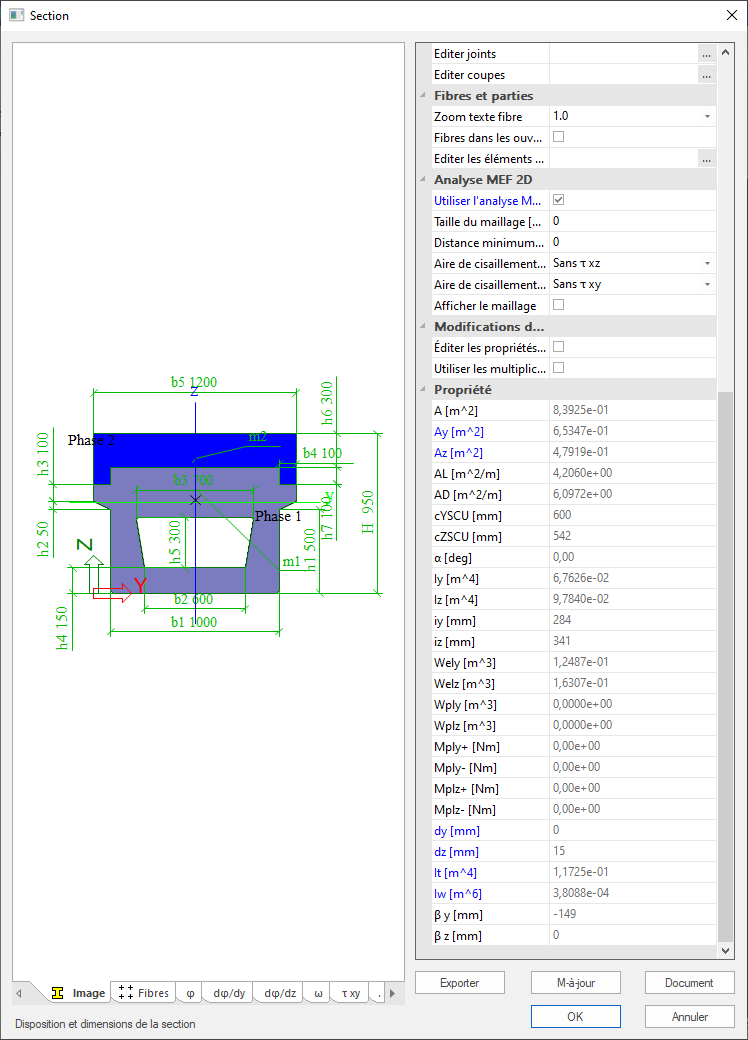 Section
b5 1200
z
h6 300
Phase 2
m2
h3 100
b4 100
b3 700
y
Phase 1
h7 100
H 950
h2 50
h5 300
h1 500
Z
m1
Y
b2 600
h4 150
b1 1000
Image
Fibres
φ
dφ/dy
dφ/dz
ω
τ xy
Disposition et dimensions de la section
Editer joints ...
Editer coupes ...
Fibres et parties
Zoom texte fibre 1.0
Fibres dans les ouv...
Editer les éléments ... ...
Analyse MEF 2D
Utiliser l'analyse M...
Taille du maillage [... 0
Distance minimum... 0
Aire de cisaillement... Sans τ xz
Aire de cisaillement... Sans τ xy
Afficher le maillage
Modifications d...
Éditer les propriétés...
Utiliser les multiplic...
Propriété
A [m^2] 8,3925e-01
Ay [m^2] 6,5347e-01
Az [m^2] 4,7919e-01
AL [m^2/m] 4,2060e+00
AD [m^2/m] 6,0972e+00
cYSCU [mm] 600
cZSCU [mm] 542
α [deg] 0,00
Iy [m^4] 6,7626e-02
Iz [m^4] 9,7840e-02
iy [mm] 284
iz [mm] 341
Wely [m^3] 1,2487e-01
Welz [m^3] 1,6307e-01
Wply [m^3] 0,0000e+00
Wplz [m^3] 0,0000e+00
Mply+ [Nm] 0,00e+00
Mply- [Nm] 0,00e+00
Mplz+ [Nm] 0,00e+00
Mplz- [Nm] 0,00e+00
dy [mm] 0
dz [mm] 15
It [m^4] 1,1725e-01
Iw [m^6] 3,8088e-04
β y [mm] -149
β z [mm] 0
Exporter
M-à-jour
Document
OK
Annuler